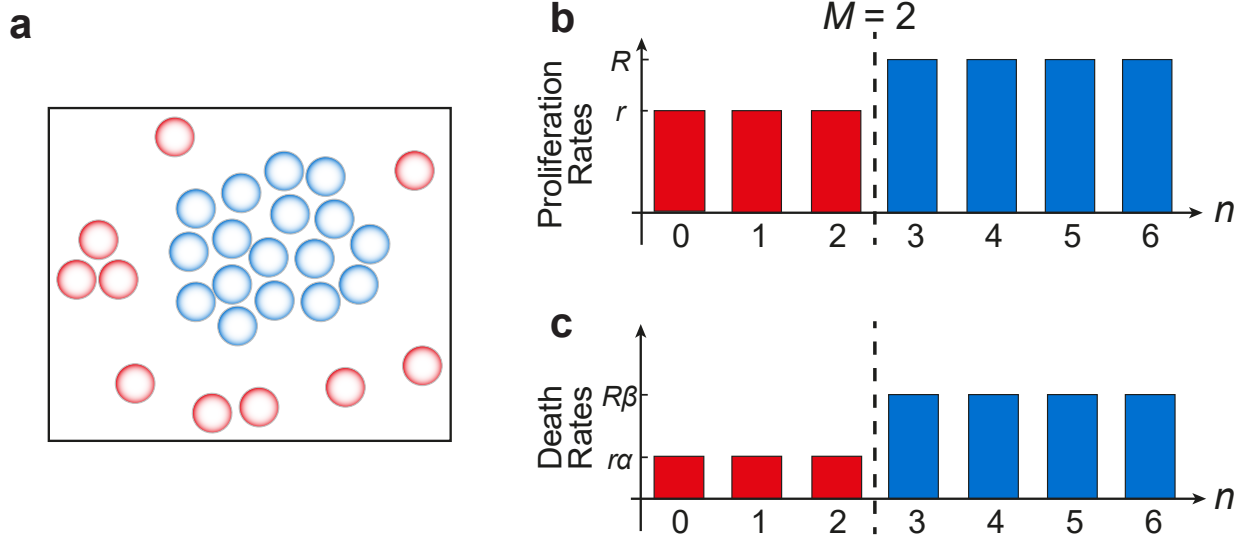 a
b
M = 2
Proliferation
Rates
R
r
0 1 2 3 4 5 6
n
c
Death
Rates
Rβ
rα
0 1 2 3 4 5 6
n